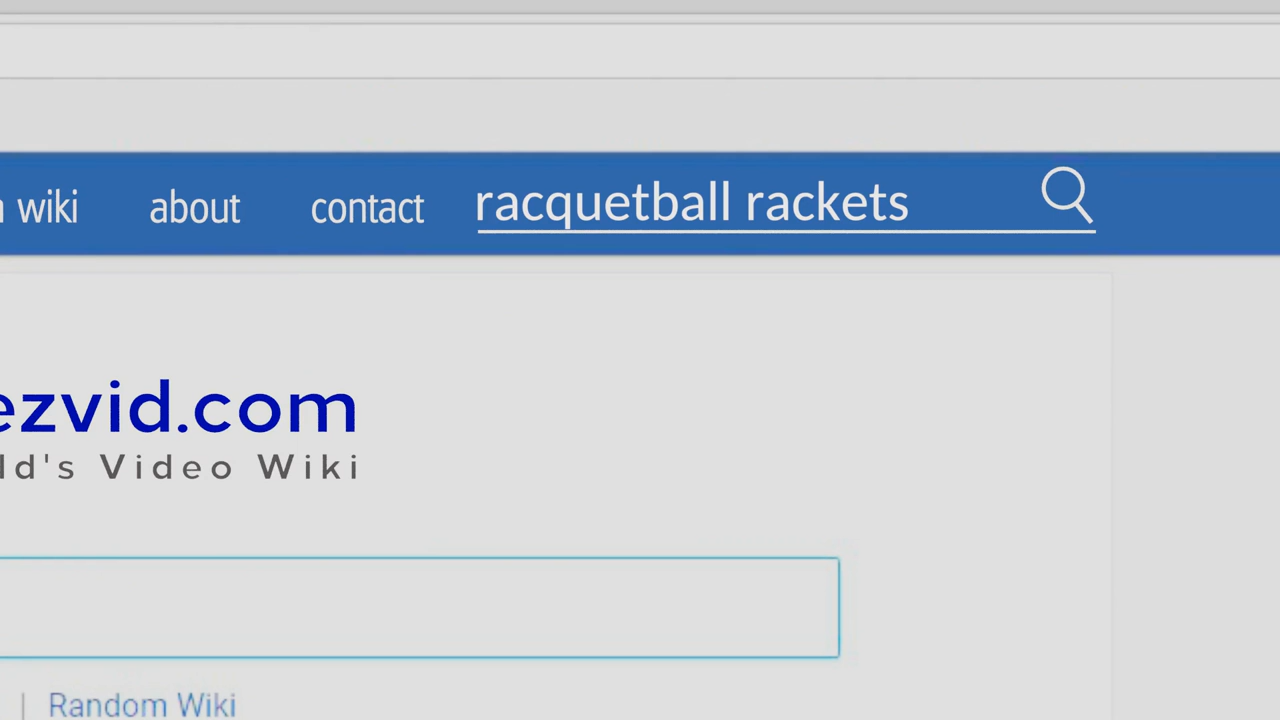 wiki about contact racquetball rackets
ezvid.com
ld's Video Wiki
| Random Wiki